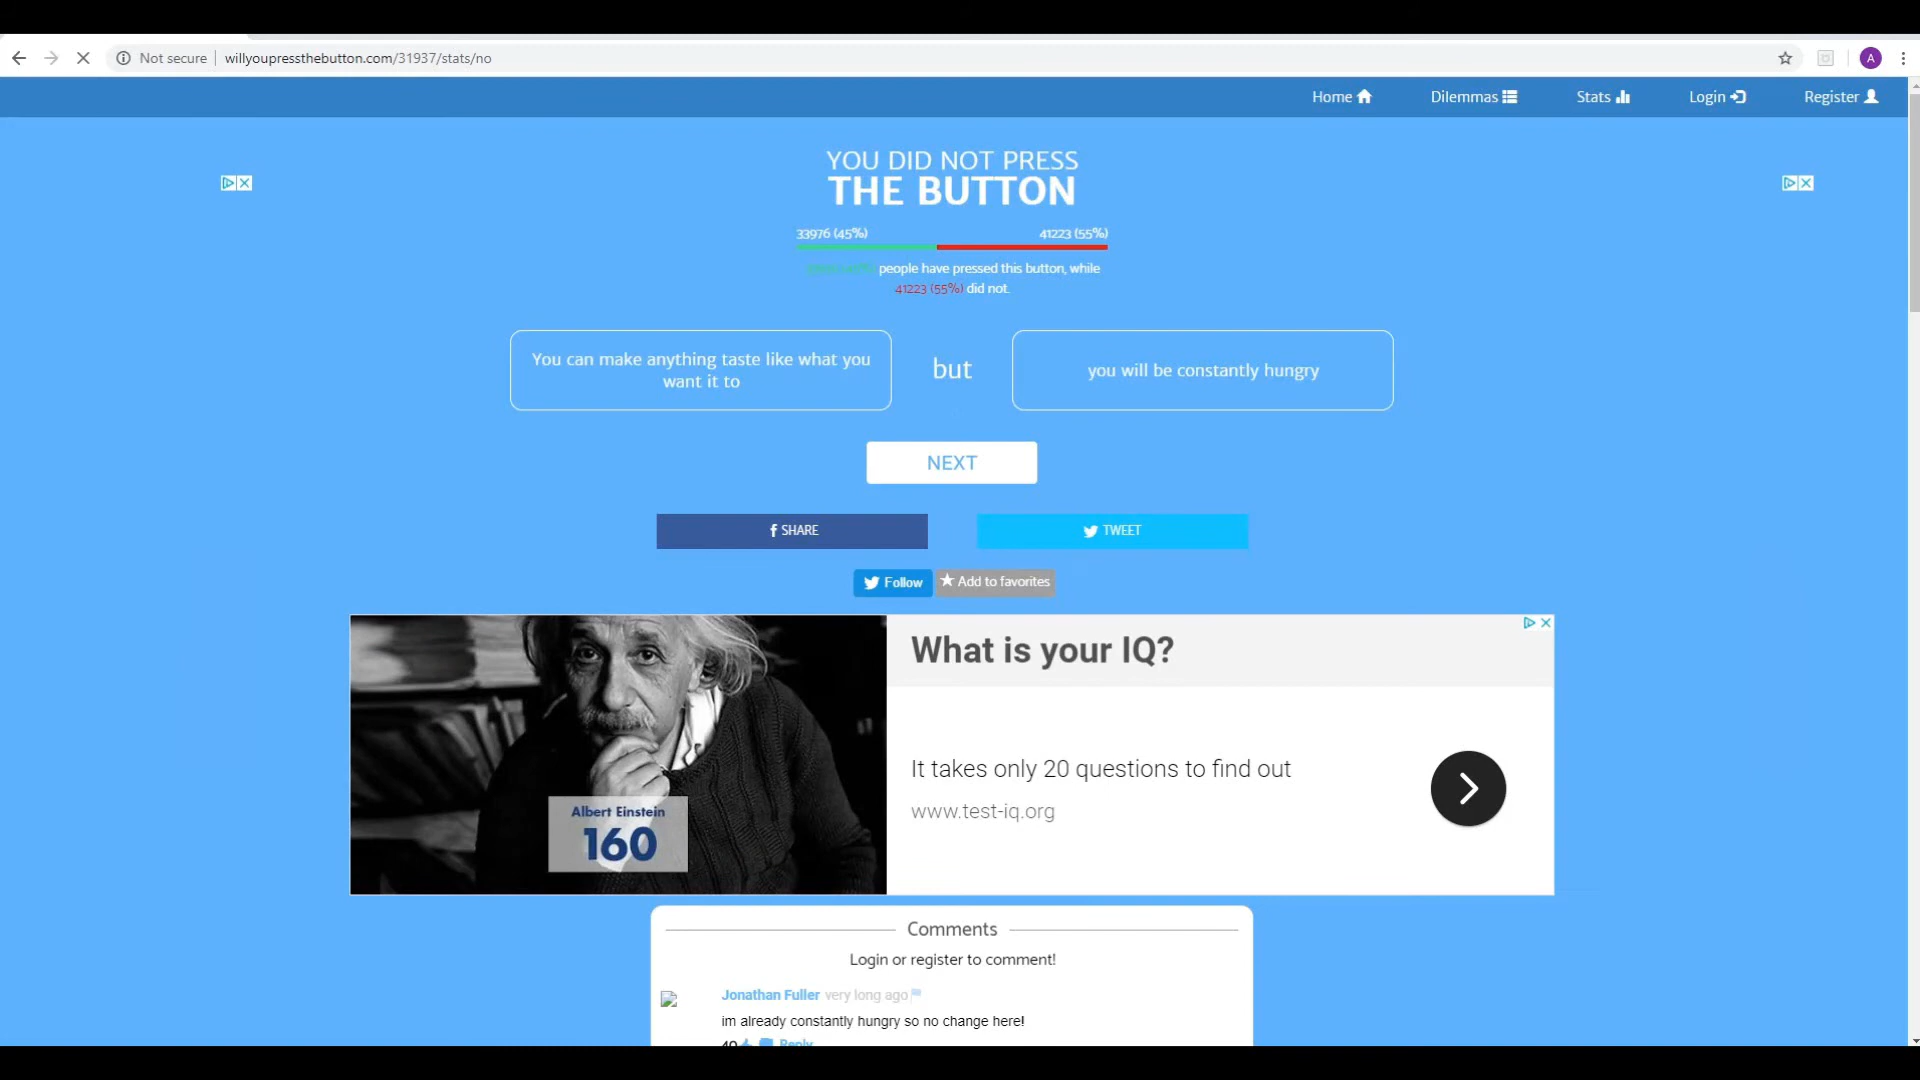 Not secure willyoupressthebutton.com/31937/stats/no
A
Home Dilemmas Stats Login Register
YOU DID NOT PRESS
THE BUTTON
33976 (45%) 41223 (55%)
people have pressed this button, while
41223 (55%) did not.
You can make anything taste like what you
want it to
but
you will be constantly hungry
NEXT
f SHARE
TWEET
Follow
Add to favorites
What is your IQ?
It takes only 20 questions to find out
www.test-iq.org
Albert Einstein
160
Comments
Login or register to comment!
Jonathan Fuller very long ago
im already constantly hungry so no change here!
Reply